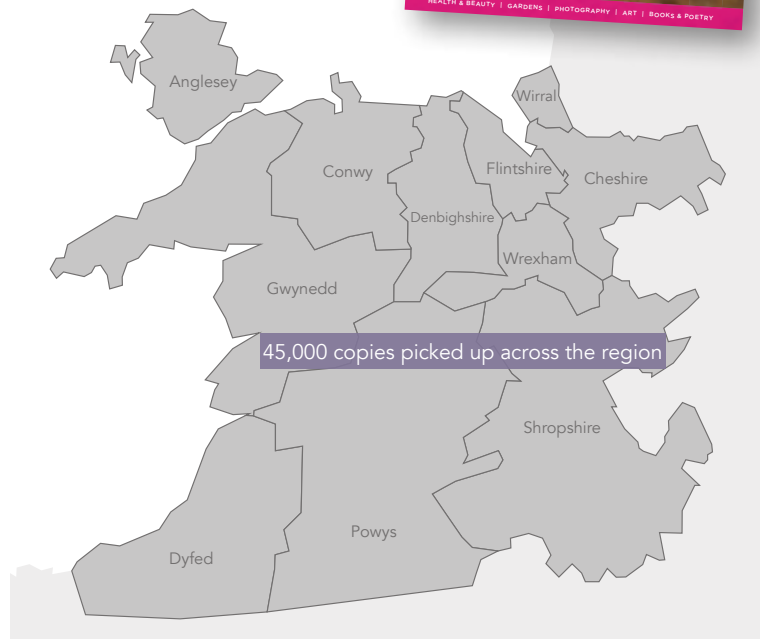 HEALTH & BEAUTY | GARDENS | PHOTOGRAPHY | ART | BOOKS & POETRY
Anglesey
Wirral
Conwy
Flintshire
Cheshire
Denbighshire
Wrexham
Gwynedd
45,000 copies picked up across the region
Shropshire
Powys
Dyfed